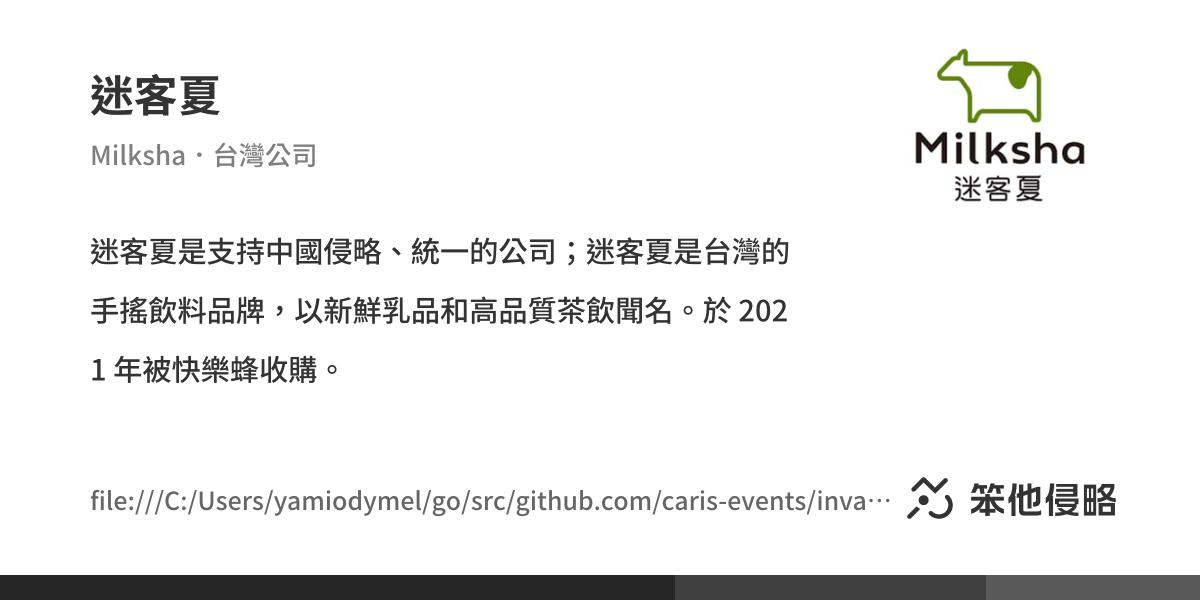 迷客夏
Milksha・台灣公司
Milksha
迷客夏
迷客夏是支持中國侵略、統一的公司；迷客夏是台灣的
手搖飲料品牌，以新鮮乳品和高品質茶飲聞名。於 202
1 年被快樂蜂收購。
file:///C:/Users/yamiodymel/go/src/github.com/caris-events/inva…
笨他侵略